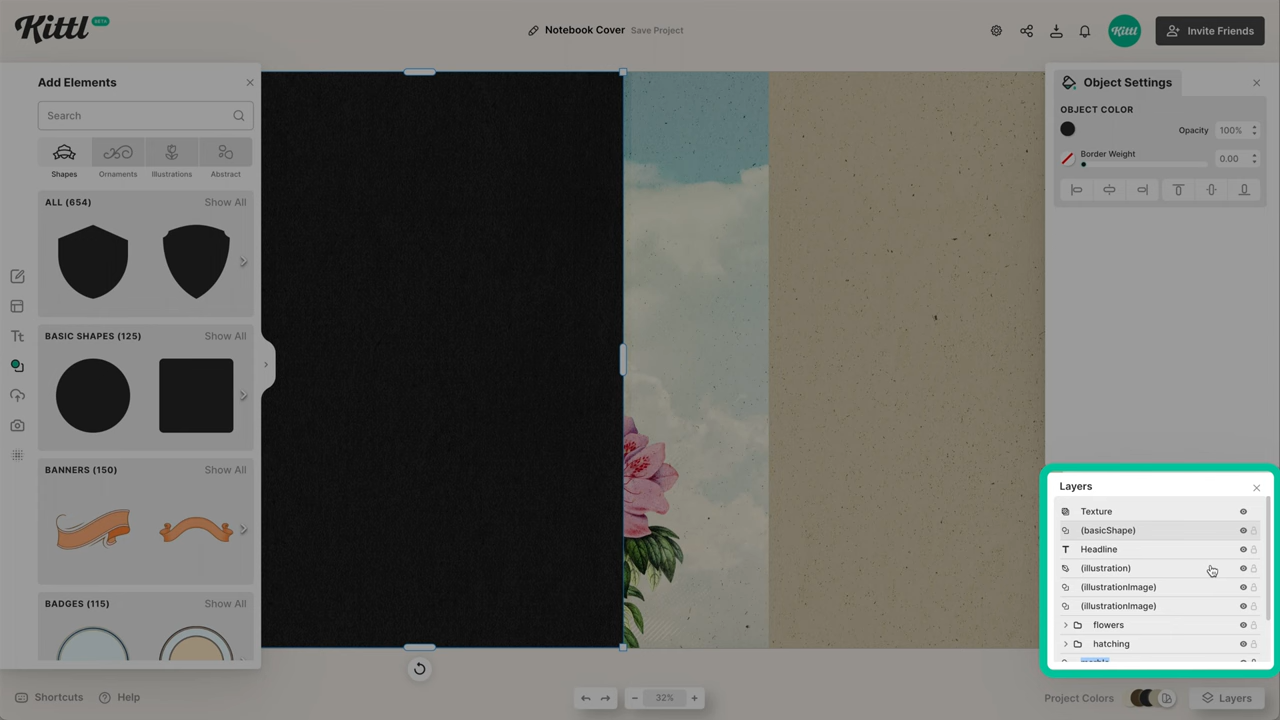 Kittl BETA
Notebook Cover Save Project
Kittl
Invite Friends
Add Elements
Search
Shapes Ornaments Illustrations Abstract
ALL (654) Show All
BASIC SHAPES (125) Show All
BANNERS (150) Show All
BADGES (115) Show All
Tt
Object Settings
OBJECT COLOR
Opacity 100%
Border Weight 0.00
Layers
Texture
(basicShape)
T Headline
(illustration)
(illustrationImage)
(illustrationImage)
flowers
hatching
Shortcuts Help
32%
Project Colors Layers